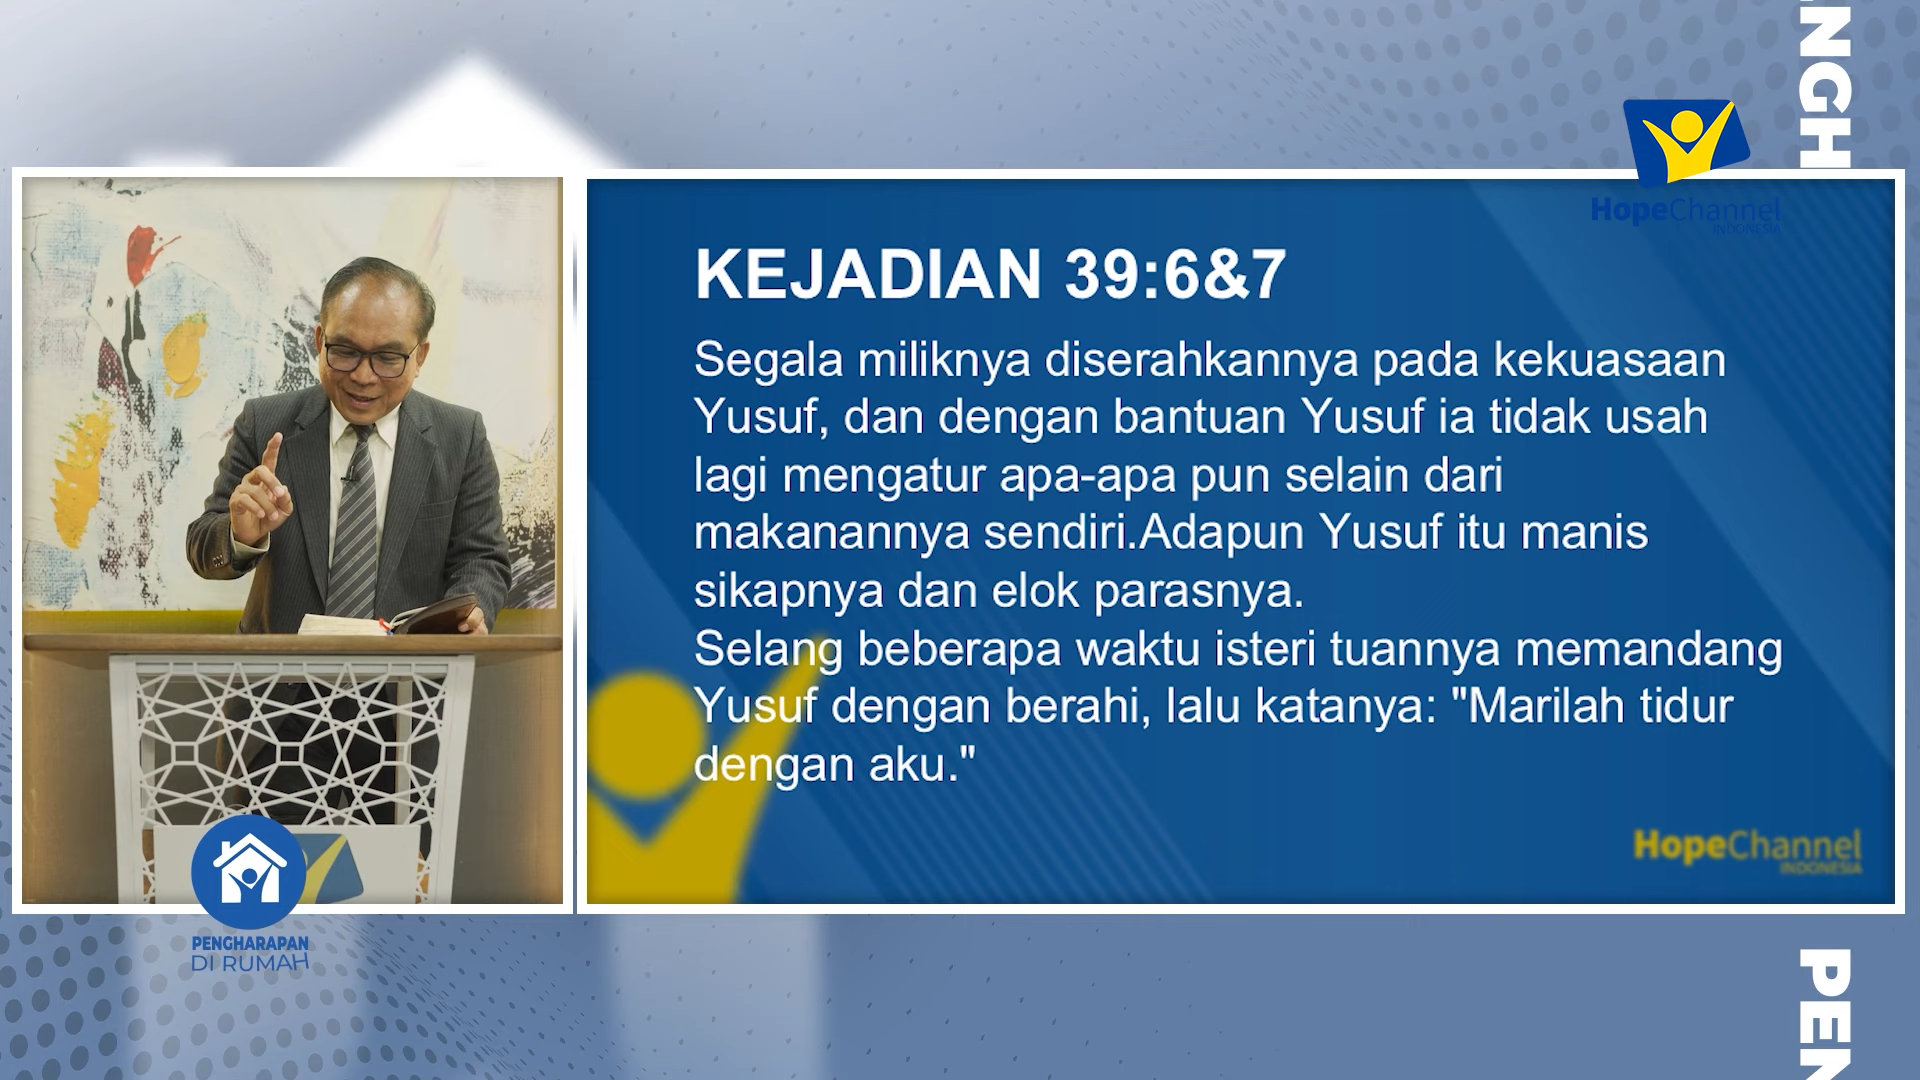 ENGH
HopeChannel
INDONESIA
KEJADIAN 39:6&7
Segala miliknya diserahkannya pada kekuasaan
Yusuf, dan dengan bantuan Yusuf ia tidak usah
lagi mengatur apa-apa pun selain dari
makanannya sendiri.Adapun Yusuf itu manis
sikapnya dan elok parasnya.
Selang beberapa waktu isteri tuannya memandang
Yusuf dengan berahi, lalu katanya: "Marilah tidur
dengan aku."
HopeChannel
INDONESIA
PENGHARAPAN
DI RUMAH
PEN